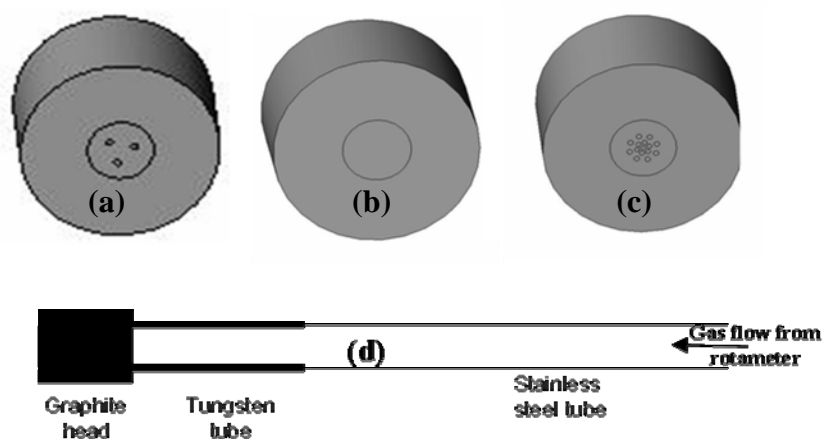 (a)
(b)
(c)
(d)
Gas flow from
rotameter
Graphite
head
Tungsten
tube
Stainless
steel tube